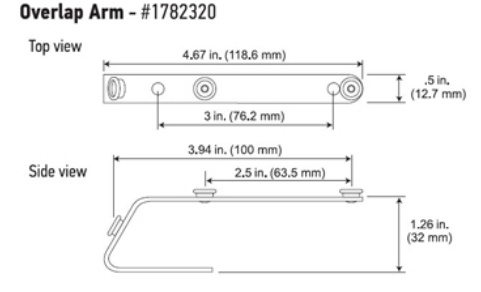 Overlap Arm - #1782320
Top view
4.67 in. (118.6 mm)
.5 in.
(12.7 mm)
3 in. (76.2 mm)
3.94 in. (100 mm)
Side view
2.5 in. (63.5 mm)
1.26 in.
(32 mm)